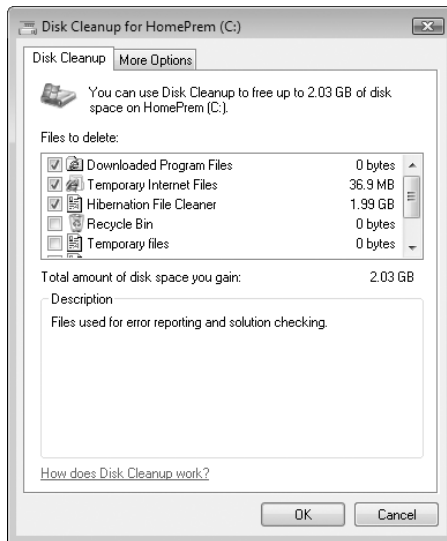 Disk Cleanup for HomePrem (C:)
Disk Cleanup More Options
You can use Disk Cleanup to free up to 2.03 GB of disk
space on HomePrem (C:).
Files to delete:
Downloaded Program Files 0 bytes
Temporary Internet Files 36.9 MB
Hibernation File Cleaner 1.99 GB
Recycle Bin 0 bytes
Temporary files 0 bytes
Total amount of disk space you gain: 2.03 GB
Description
Files used for error reporting and solution checking.
How does Disk Cleanup work?
OK Cancel